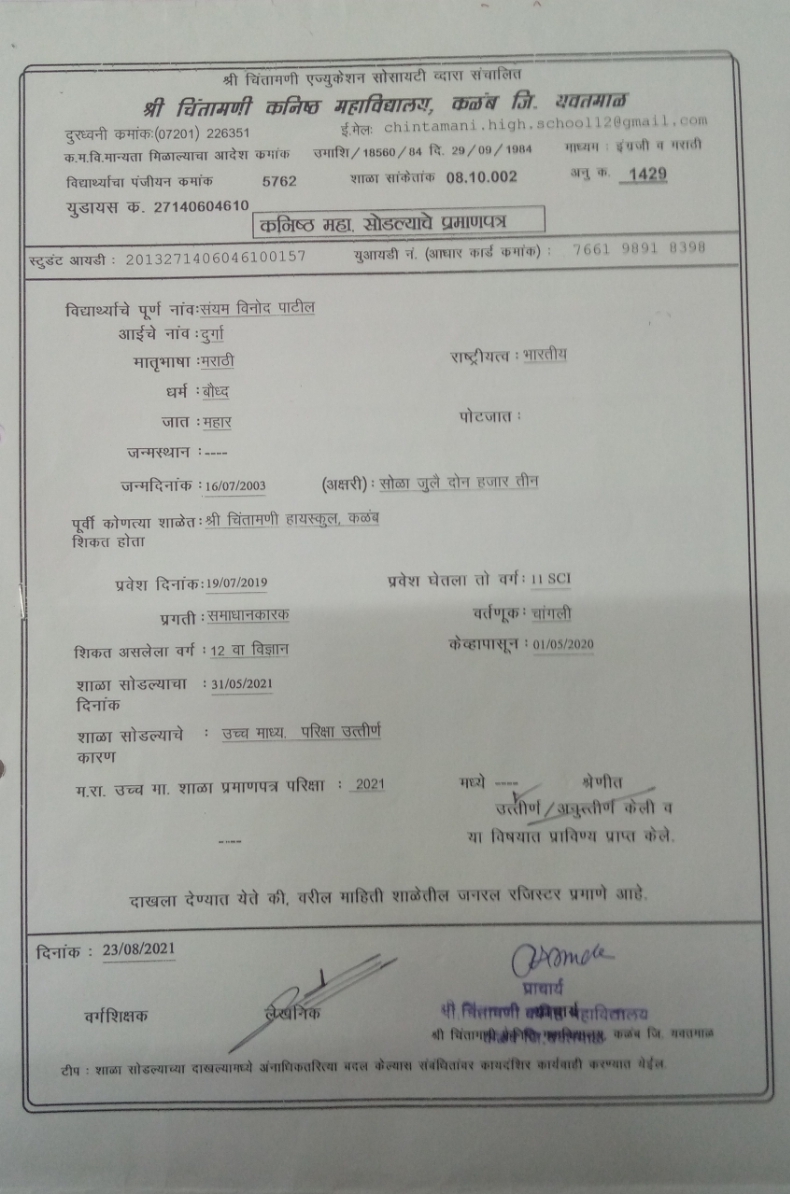 श्री चिंतामणी एज्युकेशन सोसायटी व्दारा संचालित
श्री चिंतामणी कनिष्ठ महाविद्यालय, कळंब जि. यवतमाळ
दुरध्वनी कमांक:(07201) 226351 ई.मेलः chintamani.high.school12@gmail.com
क.म.वि.मान्यता मिळाल्याचा आदेश कमांक उमाशि/18560/84 दि. 29/09/1984 माध्यम : इंग्रजी व मराठी
विद्यार्थ्याचा पंजीयन कमांक 5762 शाळा सांकेतांक 08.10.002 अनु क. 1429
युडायस क. 27140604610
कनिष्ठ महा. सोडल्याचे प्रमाणपत्र
स्टुडंट आयडी : 2013271406046100157 युआयडी नं. (आधार कार्ड कमांक) : 7661 9891 8398
विद्यार्थ्याचे पूर्ण नांवः संयम विनोद पाटील
आईचे नांव : दुर्गा
मातृभाषा : मराठी राष्ट्रीयत्व : भारतीय
धर्म : बौध्द
जात : महार पोटजात :
जन्मस्थान : ----
जन्मदिनांक : 16/07/2003 (अक्षरी) : सोळा जुलै दोन हजार तीन
पूर्वी कोणत्या शाळेत : श्री चिंतामणी हायस्कुल, कळंब
शिकत होता
प्रवेश दिनांक: 19/07/2019 प्रवेश घेतला तो वर्ग : 11 SCI
प्रगती : समाधानकारक वर्तणूक : चांगली
शिकत असलेला वर्ग : 12 वा विज्ञान केव्हापासून : 01/05/2020
शाळा सोडल्याचा : 31/05/2021
दिनांक
शाळा सोडल्याचे : उच्च माध्य. परिक्षा उत्तीर्ण
कारण
म.रा. उच्च मा. शाळा प्रमाणपत्र परिक्षा : 2021 मध्ये ---- श्रेणीत
उत्तीर्ण / अनुत्तीर्ण केली व
---- या विषयात प्राविण्य प्राप्त केले.
दाखला देण्यात येते की, वरील माहिती शाळेतील जनरल रजिस्टर प्रमाणे आहे.
दिनांक : 23/08/2021
प्राचार्य
वर्गशिक्षक लेखनिक श्री चिंतामणी महाविद्यालय
श्री चिंतामणी कळंब जि. यवतमाळ
टीप : शाळा सोडल्याच्या दाखल्यामध्ये अंनाधिकतरित्या बदल केल्यास संबंधितांवर कायदशिर कार्यवाही करण्यात येईल.